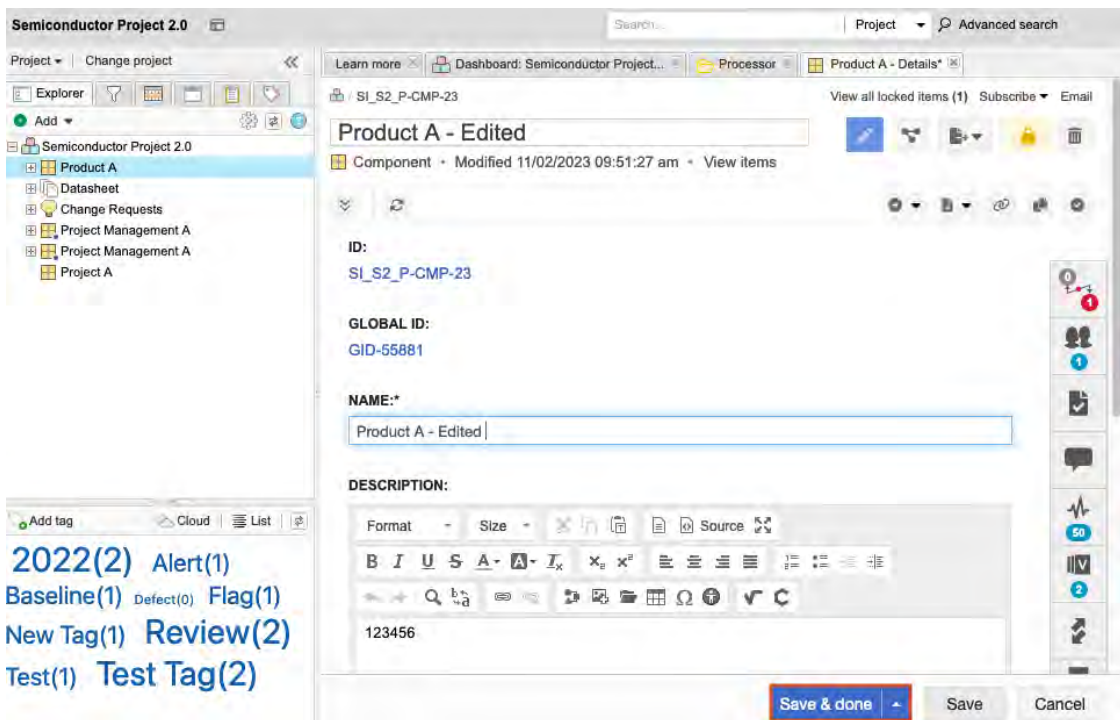 Semiconductor Project 2.0
Search...
Project
Advanced search
Project
Change project
Learn more
Dashboard: Semiconductor Project...
Processor
Product A - Details*
Explorer
SI_S2_P-CMP-23
View all locked items (1)
Subscribe
Email
Add
Product A - Edited
Semiconductor Project 2.0
Product A
Datasheet
Change Requests
Project Management A
Project Management A
Project A
Component • Modified 11/02/2023 09:51:27 am • View items
ID:
SI_S2_P-CMP-23
0
1
GLOBAL ID:
GID-55881
1
NAME:*
Product A - Edited
DESCRIPTION:
Format
Size
Source
50
2
123456
Add tag
Cloud
List
2022(2) Alert(1)
Baseline(1) Defect(0) Flag(1)
New Tag(1) Review(2)
Test(1) Test Tag(2)
Save & done
Save
Cancel